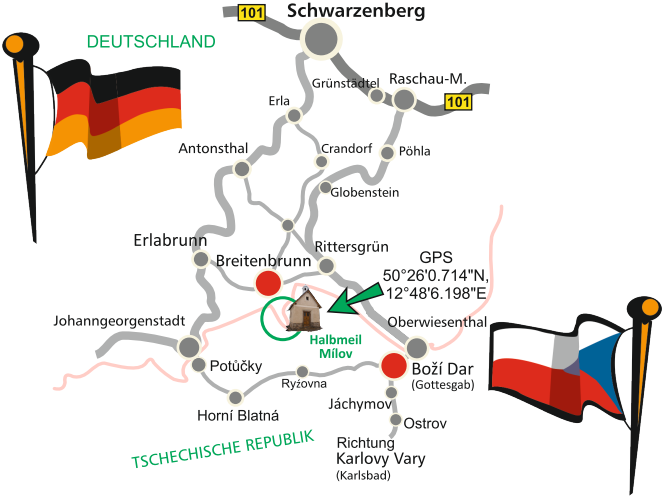 101
Schwarzenberg
DEUTSCHLAND
Grünstädtel
Raschau-M.
101
Erla
Antonsthal
Crandorf
Pöhla
Globenstein
Erlabrunn
Breitenbrunn
Rittersgrün
GPS
50°26'0.714"N,
12°48'6.198"E
Johanngeorgenstadt
Halbmeil
Mílov
Oberwiesenthal
Potůčky
Ryźovna
Boží Dar
(Gottesgab)
Horní Blatná
Jáchymov
Ostrov
TSCHECHISCHE REPUBLIK
Richtung
Karlovy Vary
(Karlsbad)